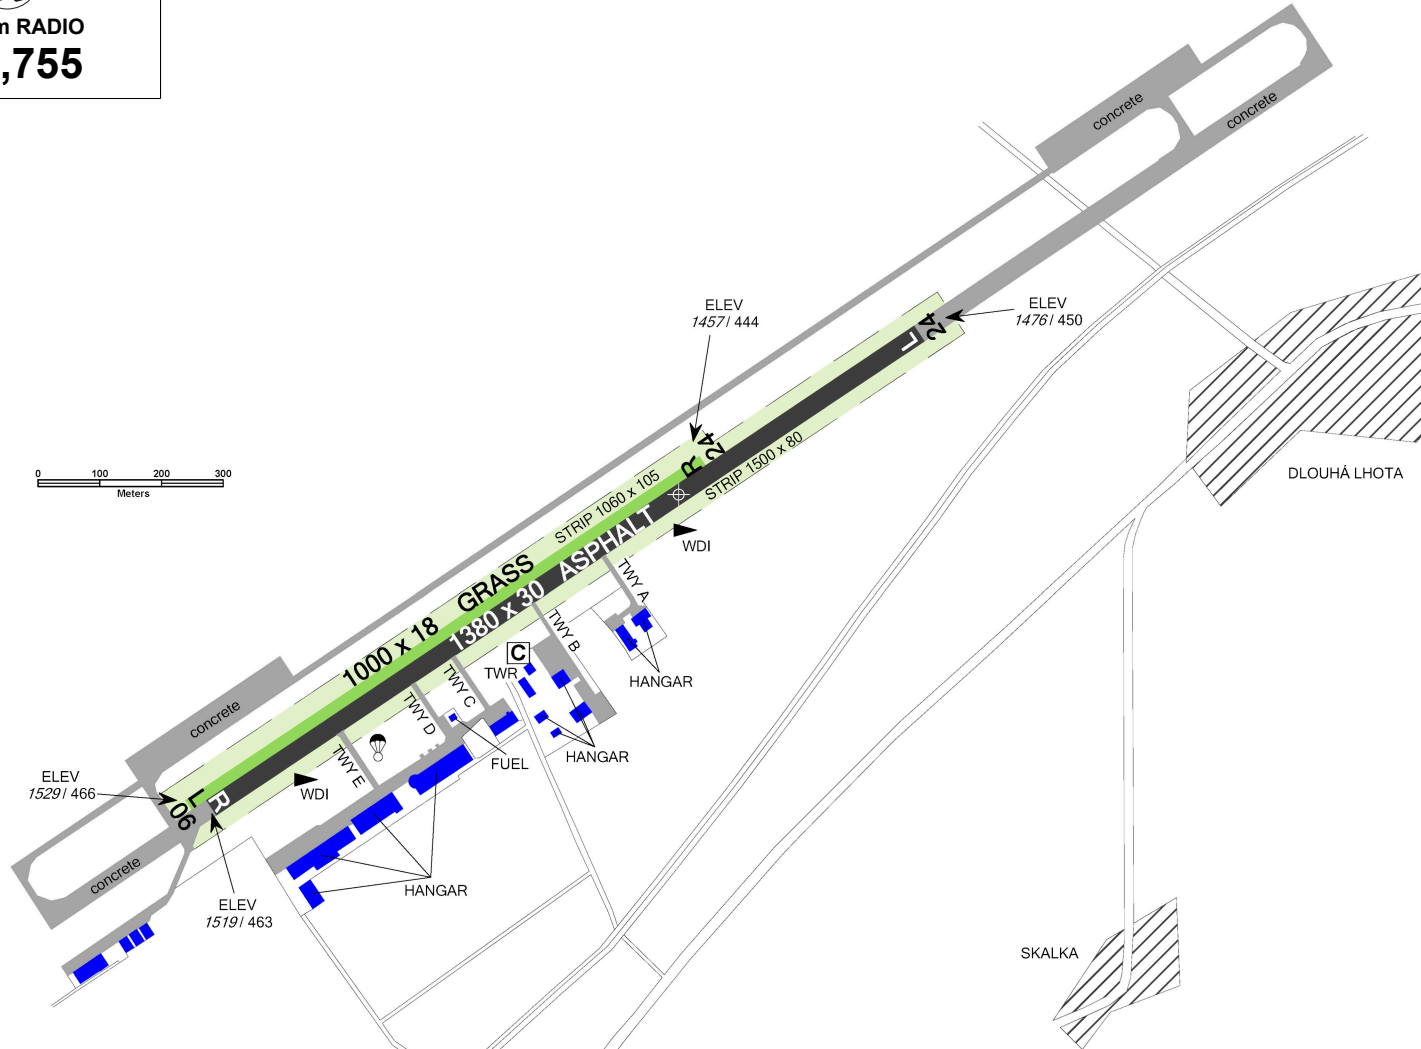 RADIO
,755
concrete
concrete
ELEV
1457/ 444
ELEV
1476/ 450
24
L
24
R
0 100 200 300
Meters
DLOUHÁ LHOTA
STRIP 1060 x 105
STRIP 1500 x 80
WDI
GRASS
ASPHALT
1000 x 18
1380 x 30
TWY A
TWY B
C
TWR
TWY C
TWY D
TWY E
HANGAR
HANGAR
FUEL
concrete
WDI
ELEV
1529/ 466
L
R
06
concrete
HANGAR
ELEV
1519/ 463
SKALKA